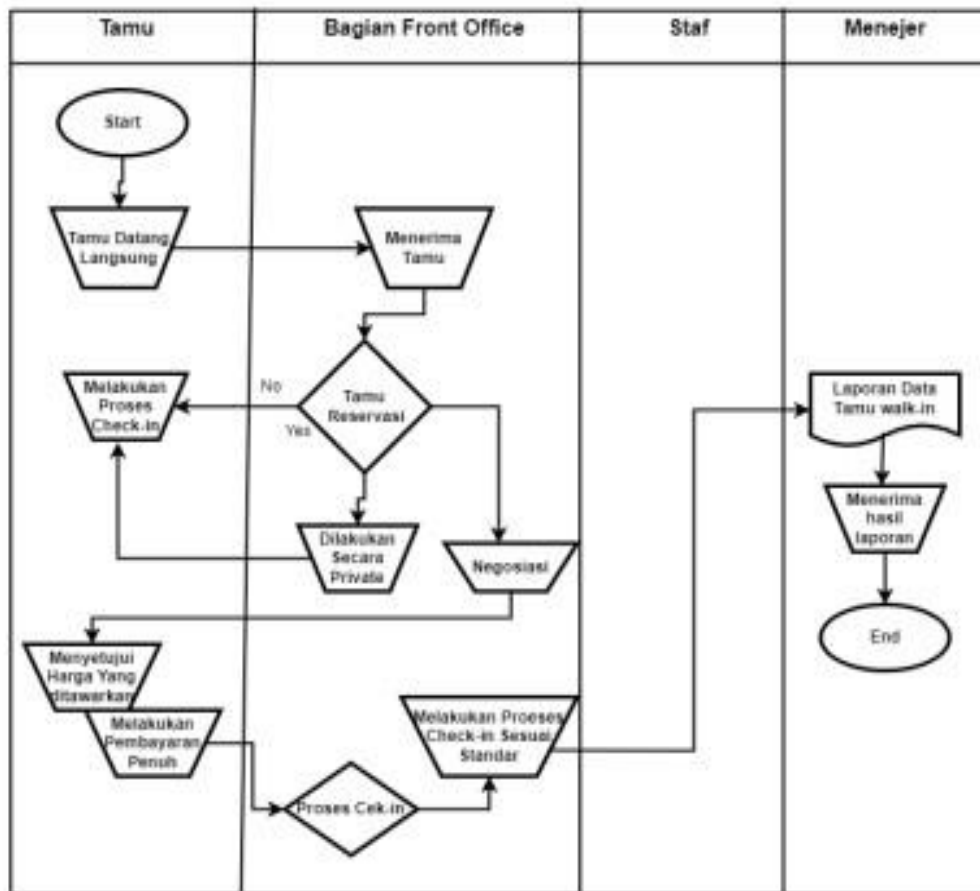 Tamu
Bagian Front Office
Staf
Menejer
Start
Tamu Datang
Langsung
Menerima
Tamu
Melakukan
Proses
Check-in
No
Yes
Tamu
Reservasi
Laporan Data
Tamu walk-in
Dilakukan
Secara
Private
Negosiasi
Menerima
hasil
laporan
End
Menyetujui
Harga Yang
ditawarkan
Melakukan
Pembayaran
Penuh
Proses Cek-in
Melakukan Proeses
Check-in Sesuai
Standar